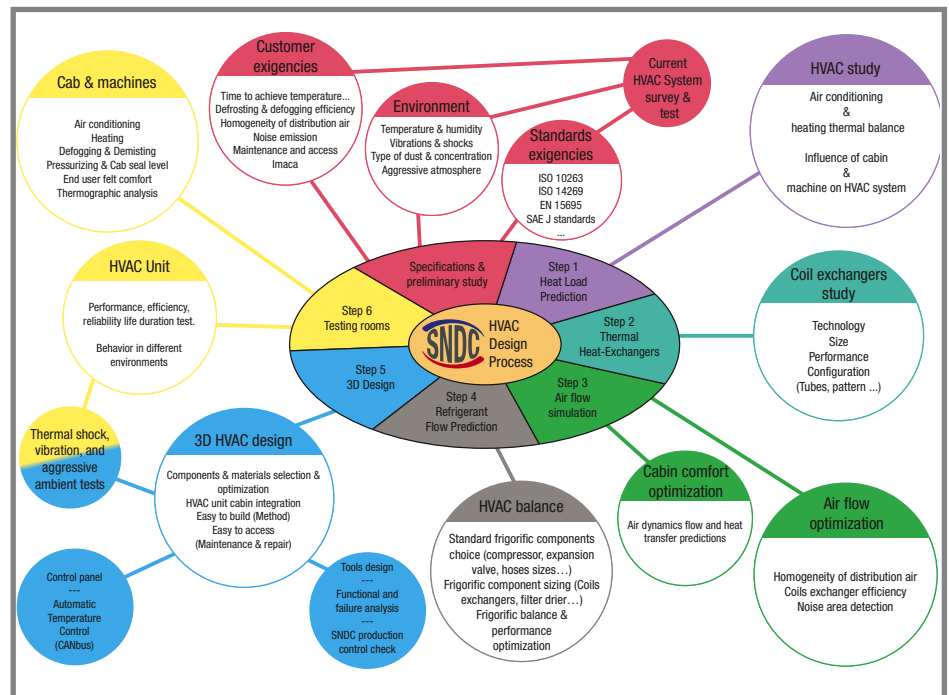 Cab & machines
Air conditioning
Heating
Defogging & Demisting
Pressurizing & Cab seal level
End user felt comfort
Thermographic analysis
Customer
exigencies
Time to achieve temperature...
Defrosting & defogging efficiency
Homogeneity of distribution air
Noise emission
Maintenance and access
Imaca
Environment
Temperature & humidity
Vibrations & shocks
Type of dust & concentration
Aggressive atmosphere
Current
HVAC System
survey &
test
Standards
exigencies
ISO 10263
ISO 14269
EN 15695
SAE J standards
...
HVAC study
Air conditioning
&
heating thermal balance
Influence of cabin
&
machine on HVAC system
HVAC Unit
Performance, efficiency,
reliability life duration test.
Behavior in different
environments
Specifications &
preliminary study
Step 1
Heat Load
Prediction
Step 2
Thermal
Heat-Exchangers
Step 3
Air flow
simulation
Step 4
Refrigerant
Flow Prediction
Step 5
3D Design
Step 6
Testing rooms
SNDC
HVAC
Design
Process
Coil exchangers
study
Technology
Size
Performance
Configuration
(Tubes, pattern ...)
Thermal shock,
vibration, and
aggressive
ambient tests
3D HVAC design
Components & materials selection &
optimization
HVAC unit cabin integration
Easy to build (Method)
Easy to access
(Maintenance & repair)
Control panel
---
Automatic
Temperature
Control
(CANbus)
Tools design
---
Functional and
failure analysis
---
SNDC production
control check
HVAC balance
Standard frigorific components
choice (compressor, expansion
valve, hoses sizes...)
Frigorific component sizing (Coils
exchangers, filter drier...)
Frigorific balance &
performance
optimization
Cabin comfort
optimization
Air dynamics flow and heat
transfer predictions
Air flow
optimization
Homogeneity of distribution air
Coils exchanger efficiency
Noise area detection